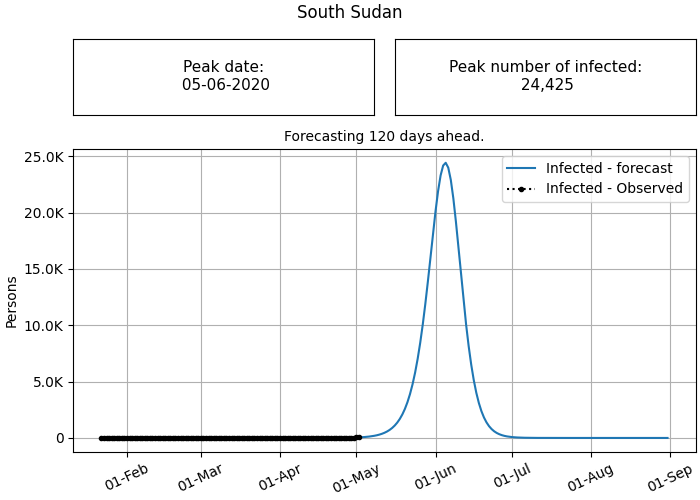 South Sudan
Peak date:
05-06-2020
Peak number of infected:
24,425
Forecasting 120 days ahead.
Infected - forecast
Infected - Observed
Persons
25.0K
20.0K
15.0K
10.0K
5.0K
0
01-Feb
01-Mar
01-Apr
01-May
01-Jun
01-Jul
01-Aug
01-Sep